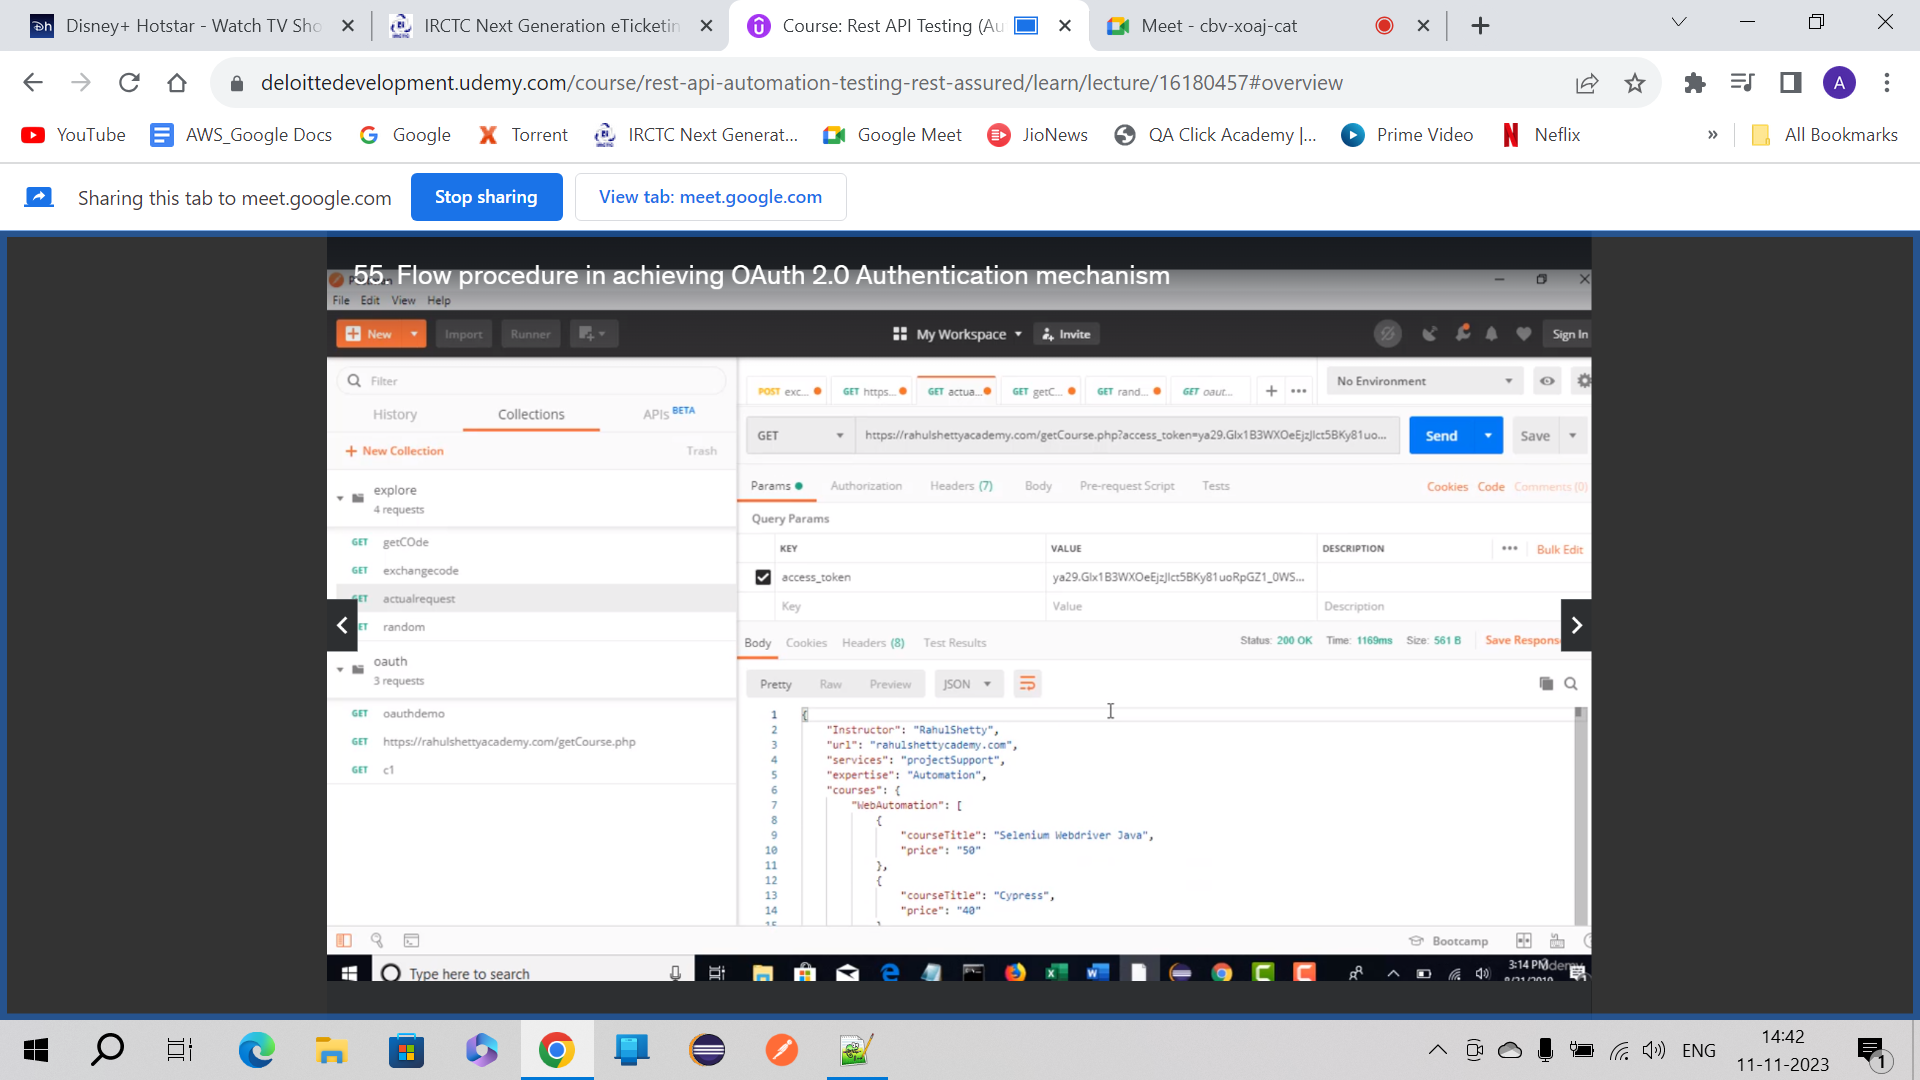 Disney+ Hotstar - Watch TV Sho
IRCTC Next Generation eTicketin
Course: Rest API Testing (Au
Meet - cbv-xoaj-cat
deloittedevelopment.udemy.com/course/rest-api-automation-testing-rest-assured/learn/lecture/16180457#overview
A
YouTube
AWS_Google Docs
Google
Torrent
IRCTC Next Generat...
Google Meet
JioNews
QA Click Academy |...
Prime Video
Neflix
»
All Bookmarks
Sharing this tab to meet.google.com
Stop sharing
View tab: meet.google.com
55. Flow procedure in achieving OAuth 2.0 Authentication mechanism
File Edit View Help
New
Import
Runner
My Workspace
Invite
Sign In
Filter
History
Collections
APIs BETA
+ New Collection
Trash
explore
4 requests
GET getCOde
GET exchangecode
GET actualrequest
random
oauth
3 requests
GET oauthdemo
GET https://rahulshettyacademy.com/getCourse.php
GET c1
POST exc...
GET https...
GET actua...
GET getC...
GET rand...
GET oaut...
No Environment
GET
https://rahulshettyacademy.com/getCourse.php?access_token=ya29.GIx1B3WXOeEjzJIct5BKy81uo...
Send
Save
Params
Authorization
Headers (7)
Body
Pre-request Script
Tests
Cookies
Code
Comments (0)
Query Params
KEY
VALUE
DESCRIPTION
Bulk Edit
access_token
ya29.GIx1B3WXOeEjzJIct5BKy81uoRpGZ1_0WS...
Key
Value
Description
Body
Cookies
Headers (8)
Test Results
Status: 200 OK
Time: 1169ms
Size: 561 B
Save Respons
Pretty
Raw
Preview
JSON
1 {
2 "Instructor": "RahulShetty",
3 "url": "rahulshettycademy.com",
4 "services": "projectSupport",
5 "expertise": "Automation",
6 "courses": {
7 "WebAutomation": [
8 {
9 "courseTitle": "Selenium Webdriver Java",
10 "price": "50"
11 },
12 {
13 "courseTitle": "Cypress",
14 "price": "40"
15 }
Bootcamp
Type here to search
3:14 PM
udemy
8/21/2019
ENG
14:42
11-11-2023
1